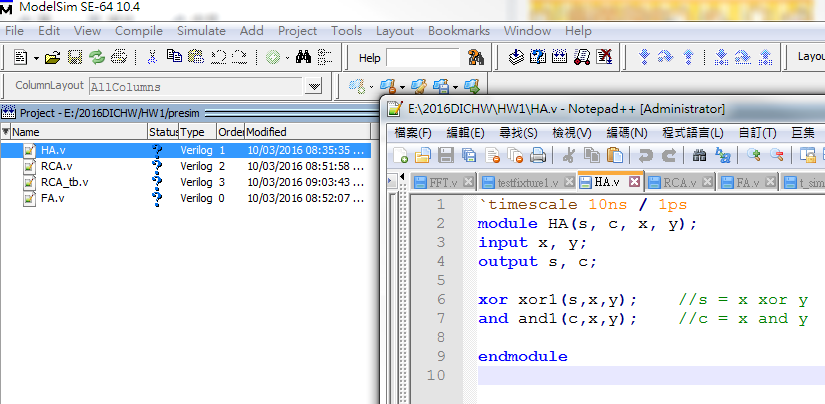 ModelSim SE-64 10.4
File Edit View Compile Simulate Add Project Tools Layout Bookmarks Window Help
Help
Layou
ColumnLayout AllColumns
Project - E:/2016DICHW/HW1/presim
Name Status Type Order Modified
HA.v ? Verilog 1 10/03/2016 08:35:35 ...
RCA.v ? Verilog 2 10/03/2016 08:51:58 ...
RCA_tb.v ? Verilog 3 10/03/2016 09:03:43 ...
FA.v ? Verilog 0 10/03/2016 08:52:07 ...
E:\2016DICHW\HW1\HA.v - Notepad++ [Administrator]
檔案(F) 編輯(E) 尋找(S) 檢視(V) 編碼(N) 程式語言(L) 自訂(T) 巨集
FFT.v testfixture1.v HA.v RCA.v FA.v t_sim
1 `timescale 10ns / 1ps
2 module HA(s, c, x, y);
3 input x, y;
4 output s, c;
5
6 xor xor1(s,x,y); //s = x xor y
7 and and1(c,x,y); //c = x and y
8
9 endmodule
10